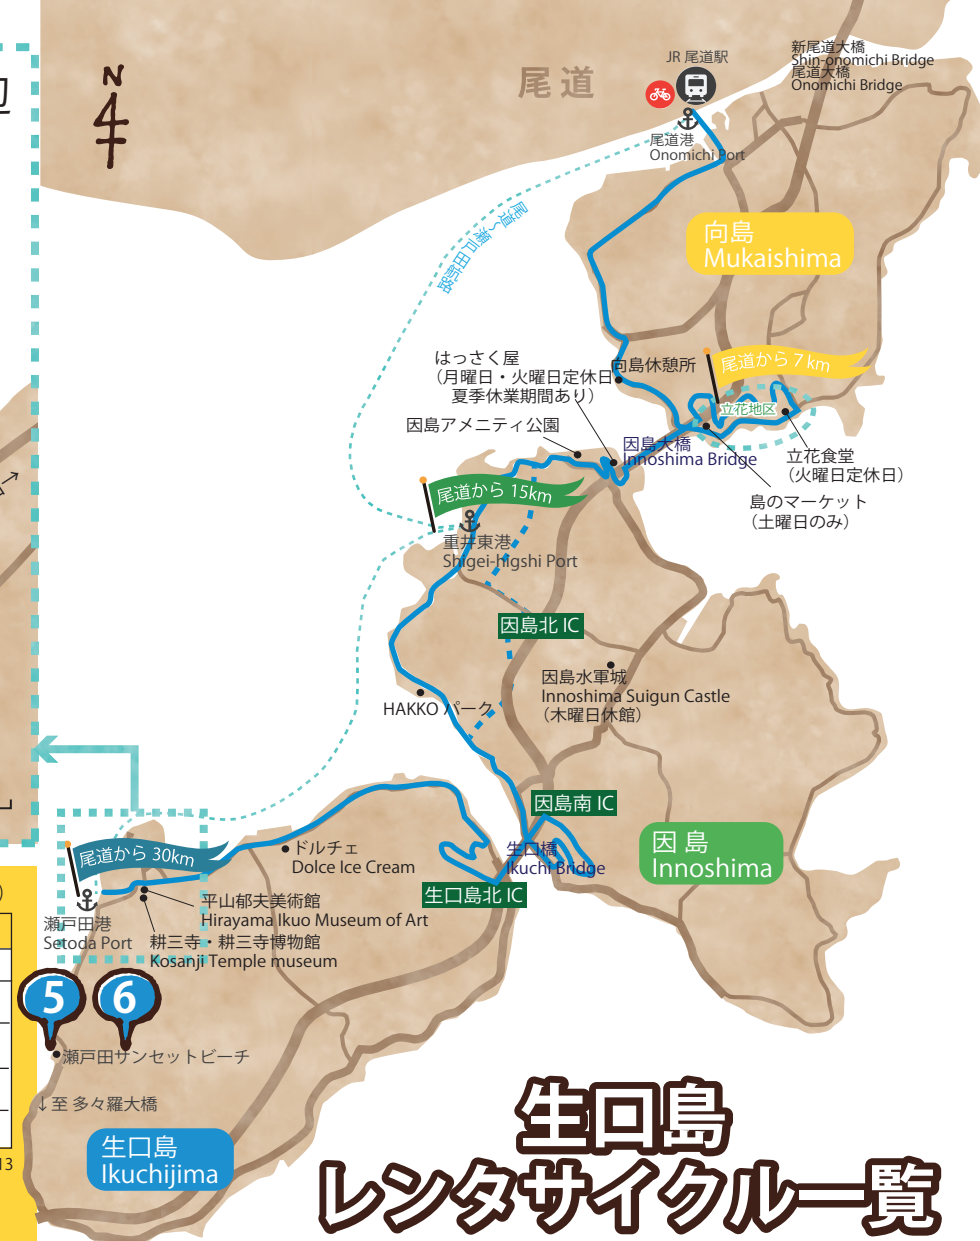 N
尾道
JR 尾道駅
新尾道大橋
Shin-onomichi Bridge
尾道大橋
Onomichi Bridge
尾道港
Onomichi Port
尾道〜瀬戸田航路
向島
Mukaishima
はっさく屋
（月曜日・火曜日定休日
夏季休業期間あり）
向島休憩所
尾道から 7 km
立花地区
因島アメニティ公園
因島大橋
Innoshima Bridge
立花食堂
（火曜日定休日）
島のマーケット
（土曜日のみ）
尾道から 15km
重井東港
Shigei-higshi Port
因島北 IC
因島水軍城
Innoshima Suigun Castle
（木曜日休館）
HAKKO パーク
因島南 IC
因 島
Innoshima
生口橋
Ikuchi Bridge
尾道から 30km
ドルチェ
Dolce Ice Cream
生口島北 IC
平山郁夫美術館
Hirayama Ikuo Museum of Art
瀬戸田港
Setoda Port
耕三寺・耕三寺博物館
Kosanji Temple museum
5 6
瀬戸田サンセットビーチ
↓至 多々羅大橋
生口島
Ikuchijima
13
生口島
レンタサイクル一覧